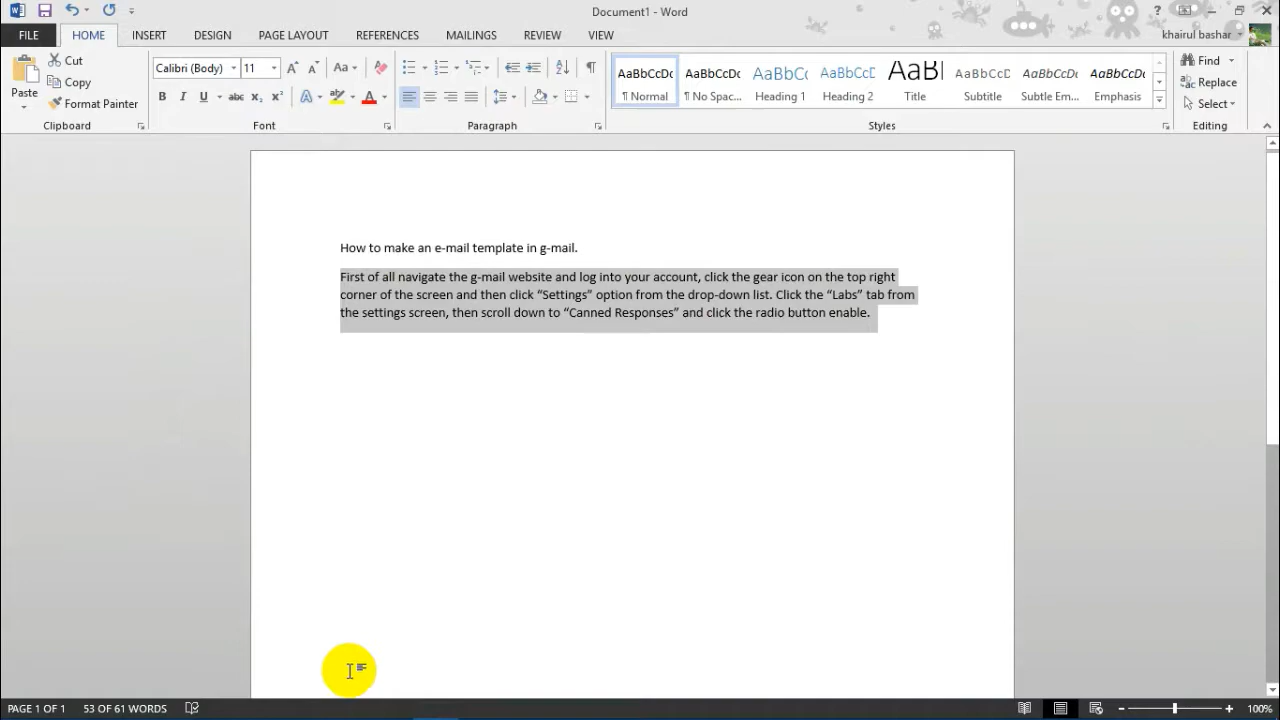 Document1 - Word
?
FILE HOME INSERT DESIGN PAGE LAYOUT REFERENCES MAILINGS REVIEW VIEW khairul bashar
Paste
Cut
Copy
Format Painter
Clipboard
Calibri (Body) 11 Aa
B I U abc X₂ X² A A
Font
Paragraph
AaBbCcDc AaBbCcDc AaBbCc AaBbCcD AaBl AaBbCcD AaBbCcDc AaBbCcDc
¶ Normal ¶ No Spac... Heading 1 Heading 2 Title Subtitle Subtle Em... Emphasis
Styles
Find
Replace
Select
Editing
How to make an e-mail template in g-mail.
First of all navigate the g-mail website and log into your account, click the gear icon on the top right
corner of the screen and then click “Settings” option from the drop-down list. Click the “Labs” tab from
the settings screen, then scroll down to “Canned Responses” and click the radio button enable.
PAGE 1 OF 1 53 OF 61 WORDS 100%